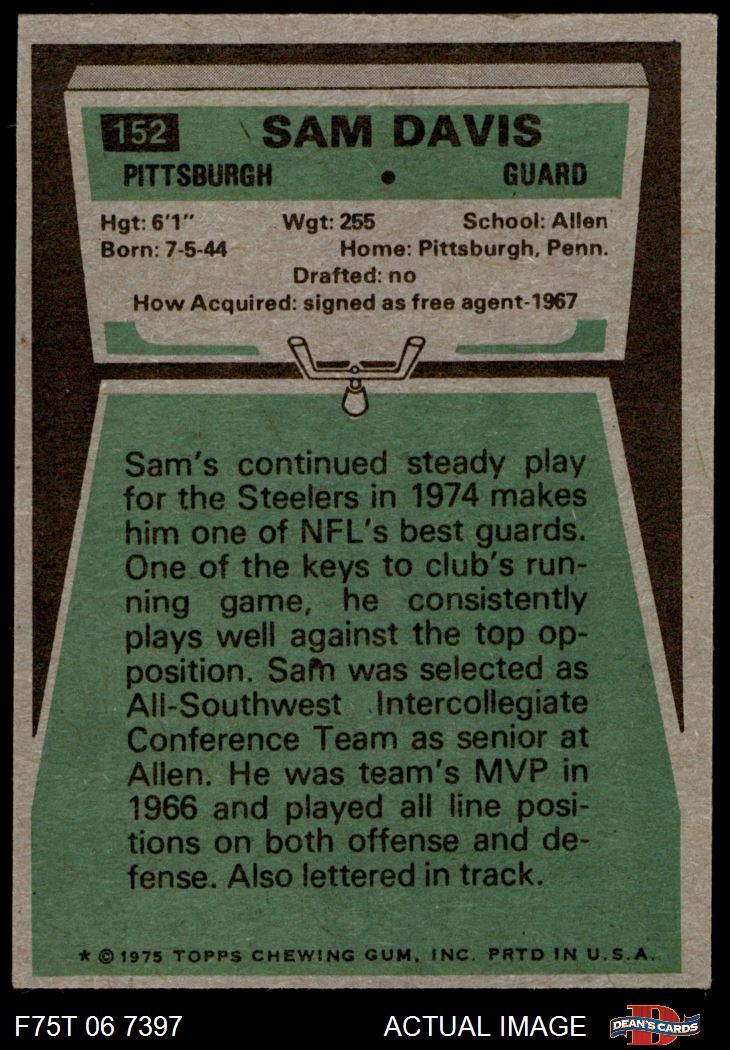 152 SAM DAVIS
PITTSBURGH • GUARD
Hgt: 6'1" Wgt: 255 School: Allen
Born: 7-5-44 Home: Pittsburgh, Penn.
Drafted: no
How Acquired: signed as free agent-1967
Sam's continued steady play
for the Steelers in 1974 makes
him one of NFL's best guards.
One of the keys to club's run-
ning game, he consistently
plays well against the top op-
position. Sam was selected as
All-Southwest Intercollegiate
Conference Team as senior at
Allen. He was team's MVP in
1966 and played all line posi-
tions on both offense and de-
fense. Also lettered in track.
* © 1975 TOPPS CHEWING GUM, INC. PRTD IN U.S.A.
F75T 06 7397 ACTUAL IMAGE D DEAN'S CARDS